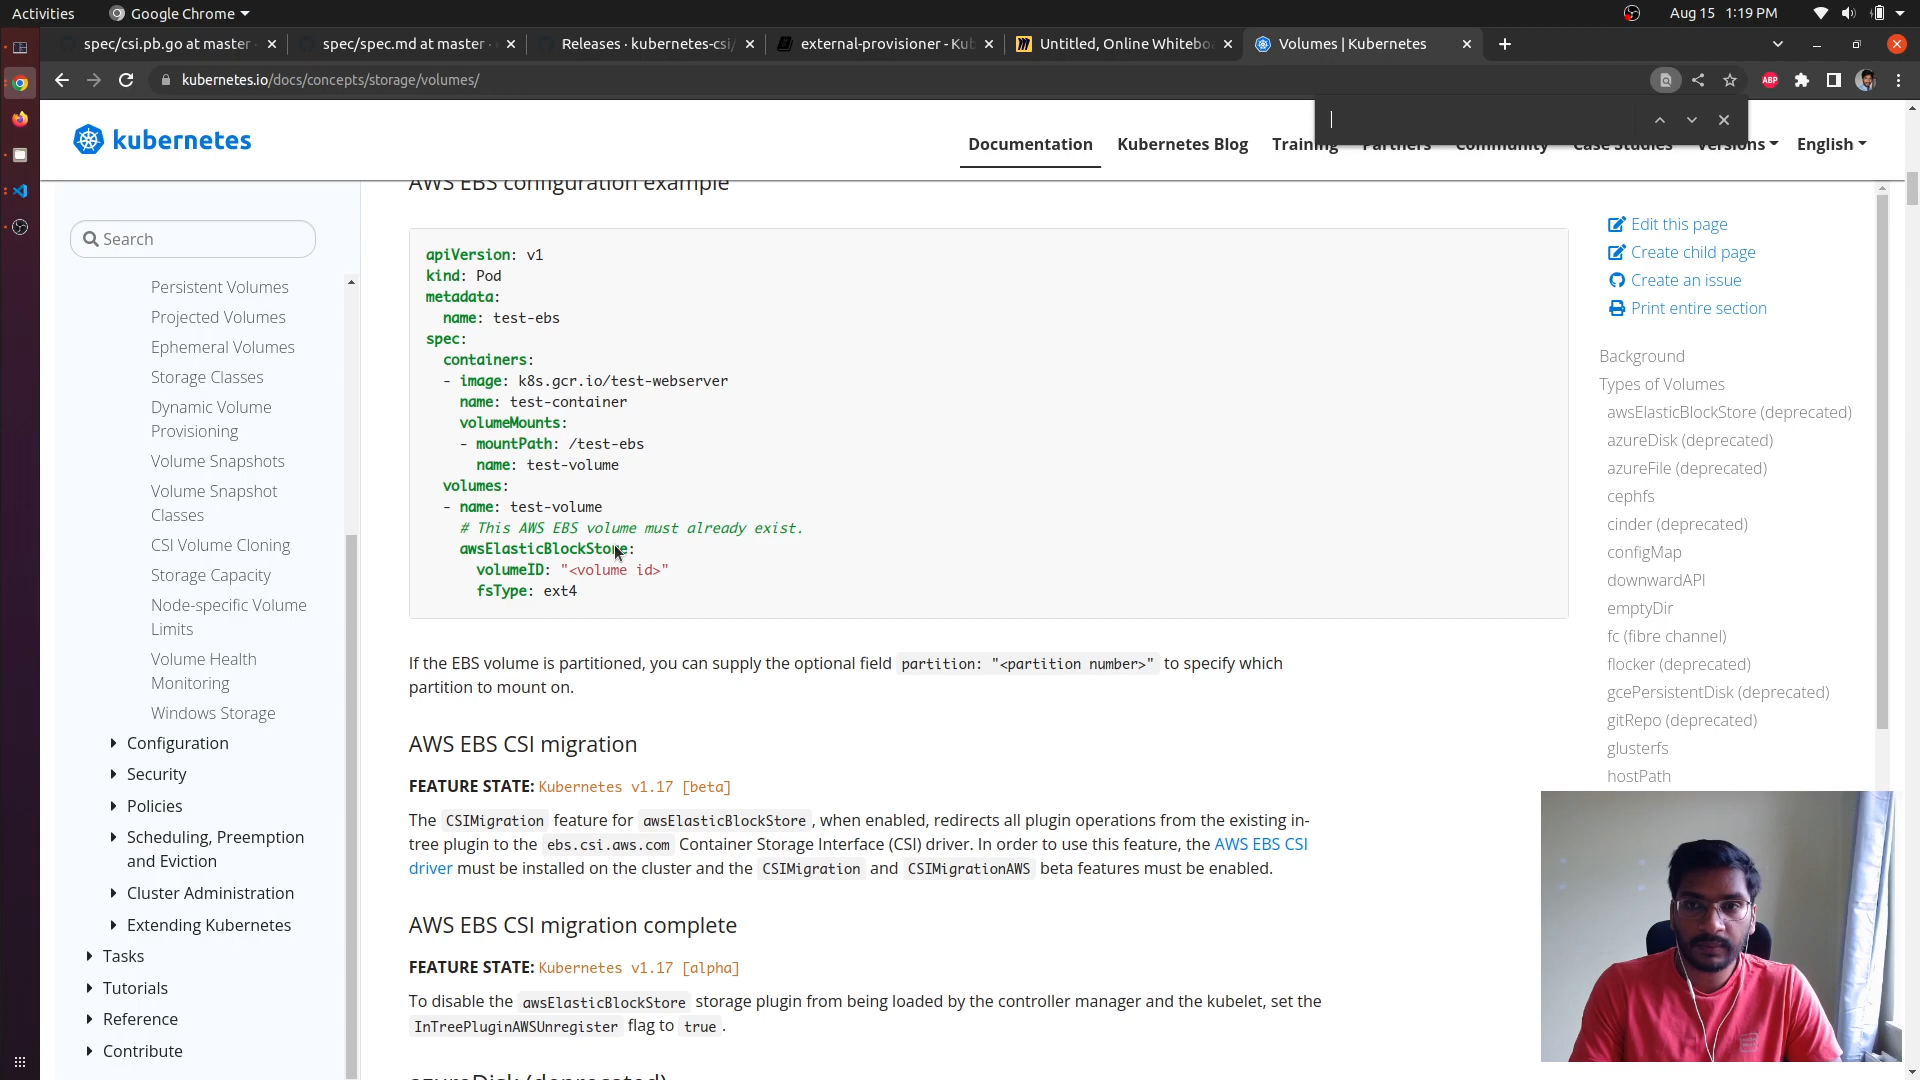 Activities
Google Chrome
Aug 15 1:19 PM
spec/csi.pb.go at master
spec/spec.md at master
Releases · kubernetes-csi/
external-provisioner - Kub
Untitled, Online Whitebo
Volumes | Kubernetes
kubernetes.io/docs/concepts/storage/volumes/
ABP
kubernetes
Documentation
Kubernetes Blog
Training
Partners
Community
Case Studies
Versions
English
Search
Persistent Volumes
Projected Volumes
Ephemeral Volumes
Storage Classes
Dynamic Volume
Provisioning
Volume Snapshots
Volume Snapshot
Classes
CSI Volume Cloning
Storage Capacity
Node-specific Volume
Limits
Volume Health
Monitoring
Windows Storage
Configuration
Security
Policies
Scheduling, Preemption
and Eviction
Cluster Administration
Extending Kubernetes
Tasks
Tutorials
Reference
Contribute
AWS EBS configuration example
apiVersion: v1
kind: Pod
metadata:
  name: test-ebs
spec:
  containers:
  - image: k8s.gcr.io/test-webserver
    name: test-container
    volumeMounts:
    - mountPath: /test-ebs
      name: test-volume
  volumes:
  - name: test-volume
    # This AWS EBS volume must already exist.
    awsElasticBlockStore:
      volumeID: "<volume id>"
      fsType: ext4
If the EBS volume is partitioned, you can supply the optional field partition: "<partition number>" to specify which
partition to mount on.
AWS EBS CSI migration
FEATURE STATE: Kubernetes v1.17 [beta]
The CSIMigration feature for awsElasticBlockStore , when enabled, redirects all plugin operations from the existing in-
tree plugin to the ebs.csi.aws.com Container Storage Interface (CSI) driver. In order to use this feature, the AWS EBS CSI
driver must be installed on the cluster and the CSIMigration and CSIMigrationAWS beta features must be enabled.
AWS EBS CSI migration complete
FEATURE STATE: Kubernetes v1.17 [alpha]
To disable the awsElasticBlockStore storage plugin from being loaded by the controller manager and the kubelet, set the
InTreePluginAWSUnregister flag to true .
azureDisk (deprecated)
Edit this page
Create child page
Create an issue
Print entire section
Background
Types of Volumes
awsElasticBlockStore (deprecated)
azureDisk (deprecated)
azureFile (deprecated)
cephfs
cinder (deprecated)
configMap
downwardAPI
emptyDir
fc (fibre channel)
flocker (deprecated)
gcePersistentDisk (deprecated)
gitRepo (deprecated)
glusterfs
hostPath